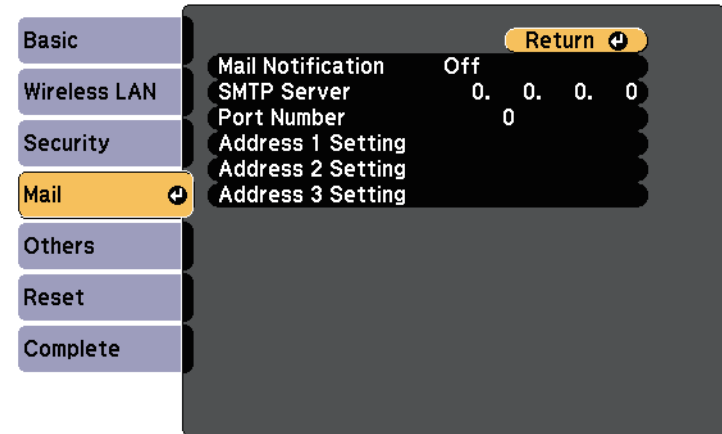 Basic
Wireless LAN
Security
Mail
Others
Reset
Complete
Return
Mail Notification Off
SMTP Server 0. 0. 0. 0
Port Number 0
Address 1 Setting
Address 2 Setting
Address 3 Setting